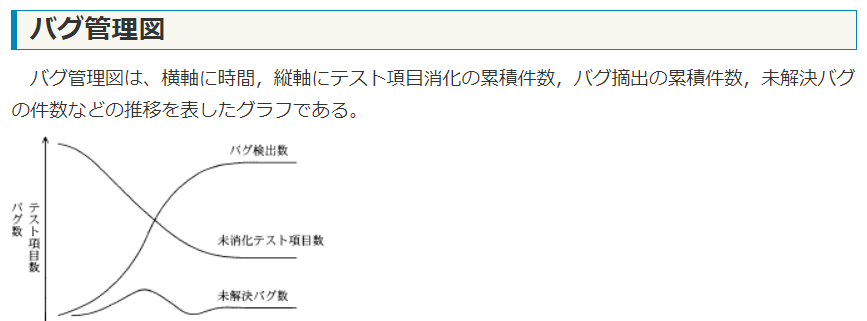 バグ管理図
バグ管理図は、横軸に時間，縦軸にテスト項目消化の累積件数，バグ摘出の累積件数，未解決バグ
の件数などの推移を表したグラフである。
バグ検出数
テスト項目数
バグ数
未消化テスト項目数
未解決バグ数